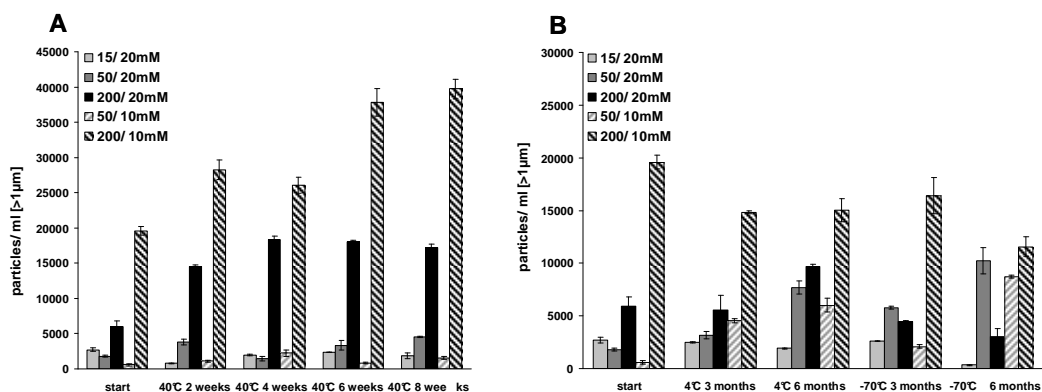 A
particles/ ml [>1µm]
45000
40000
35000
30000
25000
20000
15000
10000
5000
0
15/ 20mM
50/ 20mM
200/ 20mM
50/ 10mM
200/ 10mM
start 40℃ 2 weeks 40℃ 4 weeks 40℃ 6 weeks 40℃ 8 wee ks
B
particles/ ml [>1µm]
30000
25000
20000
15000
10000
5000
0
15/ 20mM
50/ 20mM
200/ 20mM
50/ 10mM
200/ 10mM
start 4℃ 3 months 4℃ 6 months -70℃ 3 months -70℃ 6 months